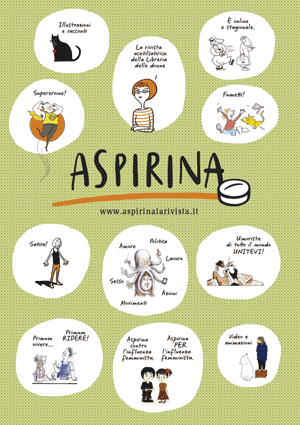 Illustrazioni
e racconti
La rivista
acetilsatirica
della Libreria
delle donne
È online
e stagionale.
Supereroine!
Fumetti!
ASPIRINA
www.aspirinalarivista.it
Satira!
Amore
Politica
Lavoro
Sesso
Azioni
Movimenti
Umoriste
di tutto il mondo
UNITEVI!
Primum
vivere...
Primum
RIDERE!
Aspirina
contro
l'influenza
femminista.
Aspirina
PER
l'influenza
femminista.
Video e
animazioni